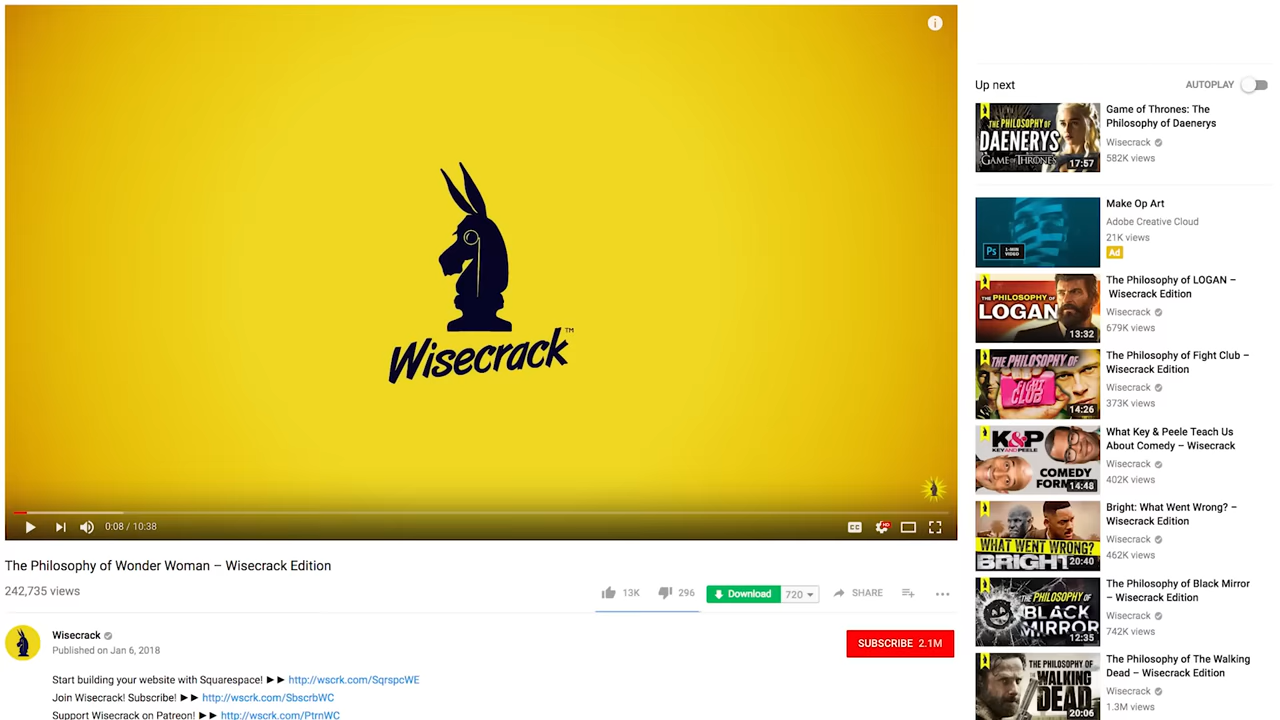 Wisecrack™
0:08 / 10:38
CC
HD
The Philosophy of Wonder Woman – Wisecrack Edition
242,735 views
13K
296
Download
720
SHARE
Wisecrack
Published on Jan 6, 2018
SUBSCRIBE 2.1M
Start building your website with Squarespace! ►► http://wscrk.com/SqrspcWE
Join Wisecrack! Subscribe! ►► http://wscrk.com/SbscrbWC
Support Wisecrack on Patreon! ►► http://wscrk.com/PtrnWC
Up next
AUTOPLAY
THE PHILOSOPHY OF
DAENERYS
GAME OF THRONES
17:57
Game of Thrones: The
Philosophy of Daenerys
Wisecrack
582K views
Ps
1-MIN
VIDEO
Make Op Art
Adobe Creative Cloud
21K views
Ad
THE PHILOSOPHY OF
LOGAN
13:32
The Philosophy of LOGAN –
Wisecrack Edition
Wisecrack
679K views
THE PHILOSOPHY OF
FIGHT
CLUB
14:26
The Philosophy of Fight Club –
Wisecrack Edition
Wisecrack
373K views
K&P
KEY AND PEELE
COMEDY
14:48
What Key & Peele Teach Us
About Comedy – Wisecrack
Wisecrack
402K views
WHAT WENT WRONG?
BRIGHT
20:40
Bright: What Went Wrong? –
Wisecrack Edition
Wisecrack
462K views
THE PHILOSOPHY OF
BLACK
MIRROR
12:35
The Philosophy of Black Mirror
– Wisecrack Edition
Wisecrack
742K views
THE PHILOSOPHY OF
THE
WALKING
DEAD
20:06
The Philosophy of The Walking
Dead – Wisecrack Edition
Wisecrack
1.3M views